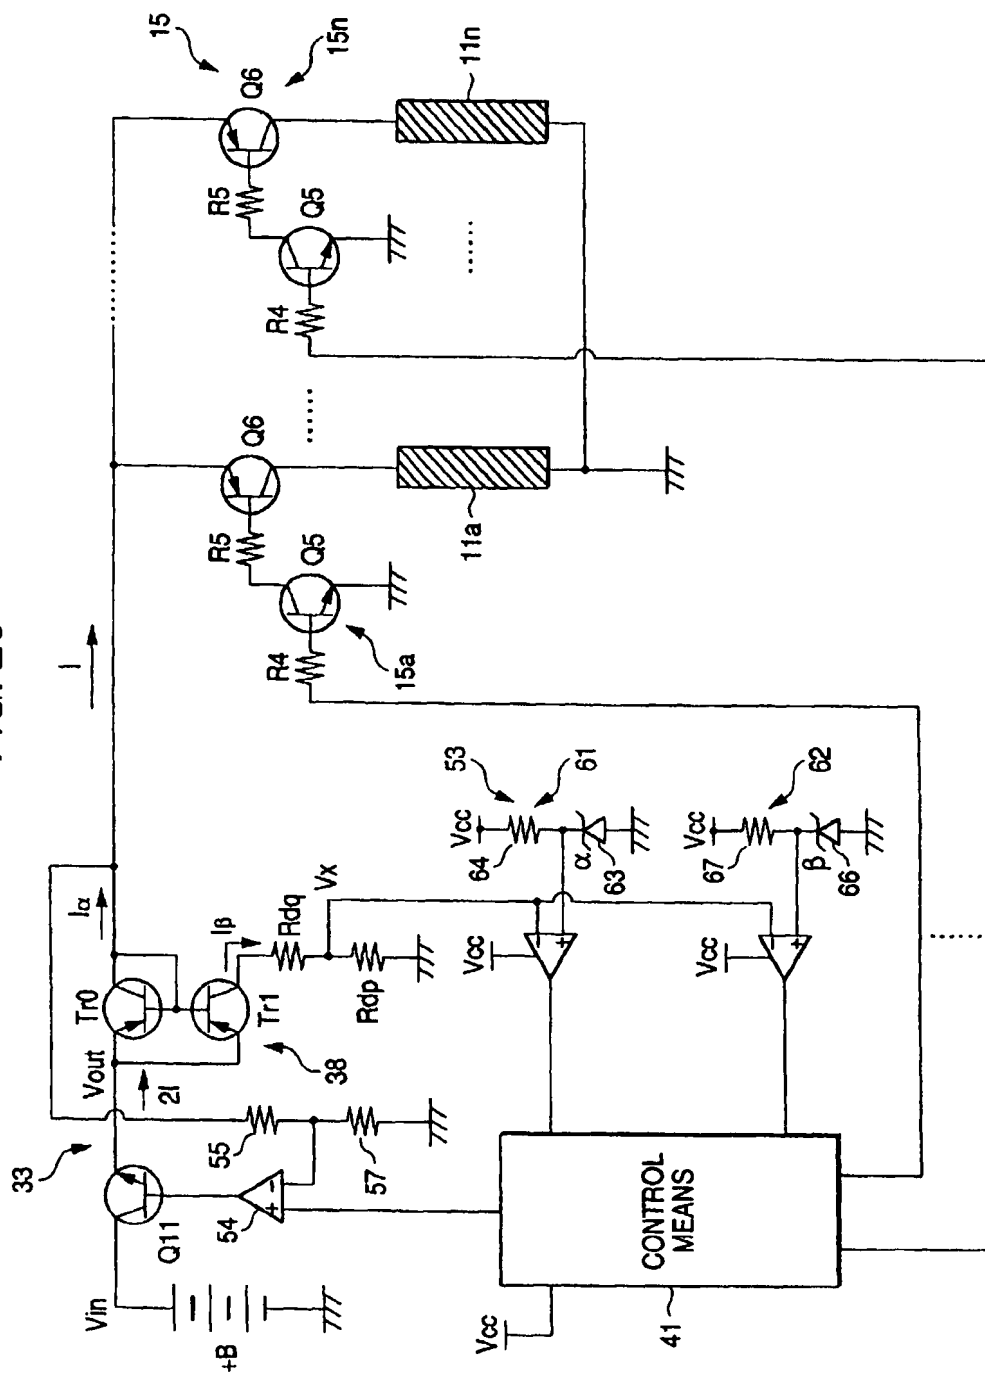 I
33
Vin
+B
Q11
Vout
2I
Tr0
Iα
Tr1
Iβ
38
54
+
-
55
57
Rdq
Vx
Rdp
Vcc
CONTROL
MEANS
41
Vcc
-
+
Vcc
64
53
61
α
63
Vcc
-
+
Vcc
67
62
β
66
R4
Q5
R5
Q6
15a
11a
R4
Q5
R5
Q6
15
15n
11n